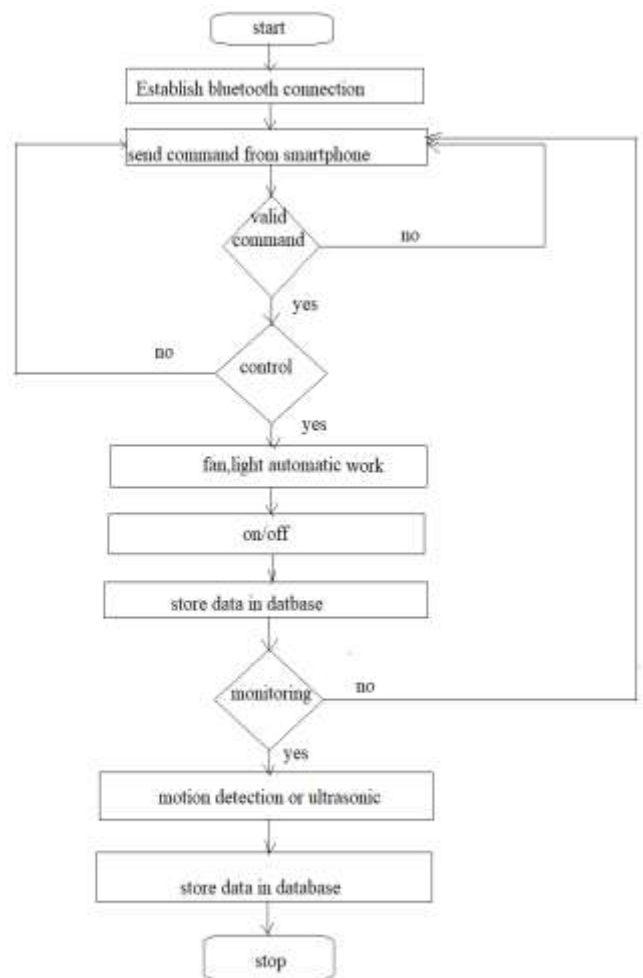 start
Establish bluetooth connection
send command from smartphone
valid
command
no
yes
no
control
yes
fan,light automatic work
on/off
store data in datbase
monitoring
no
yes
motion detection or ultrasonic
store data in database
stop